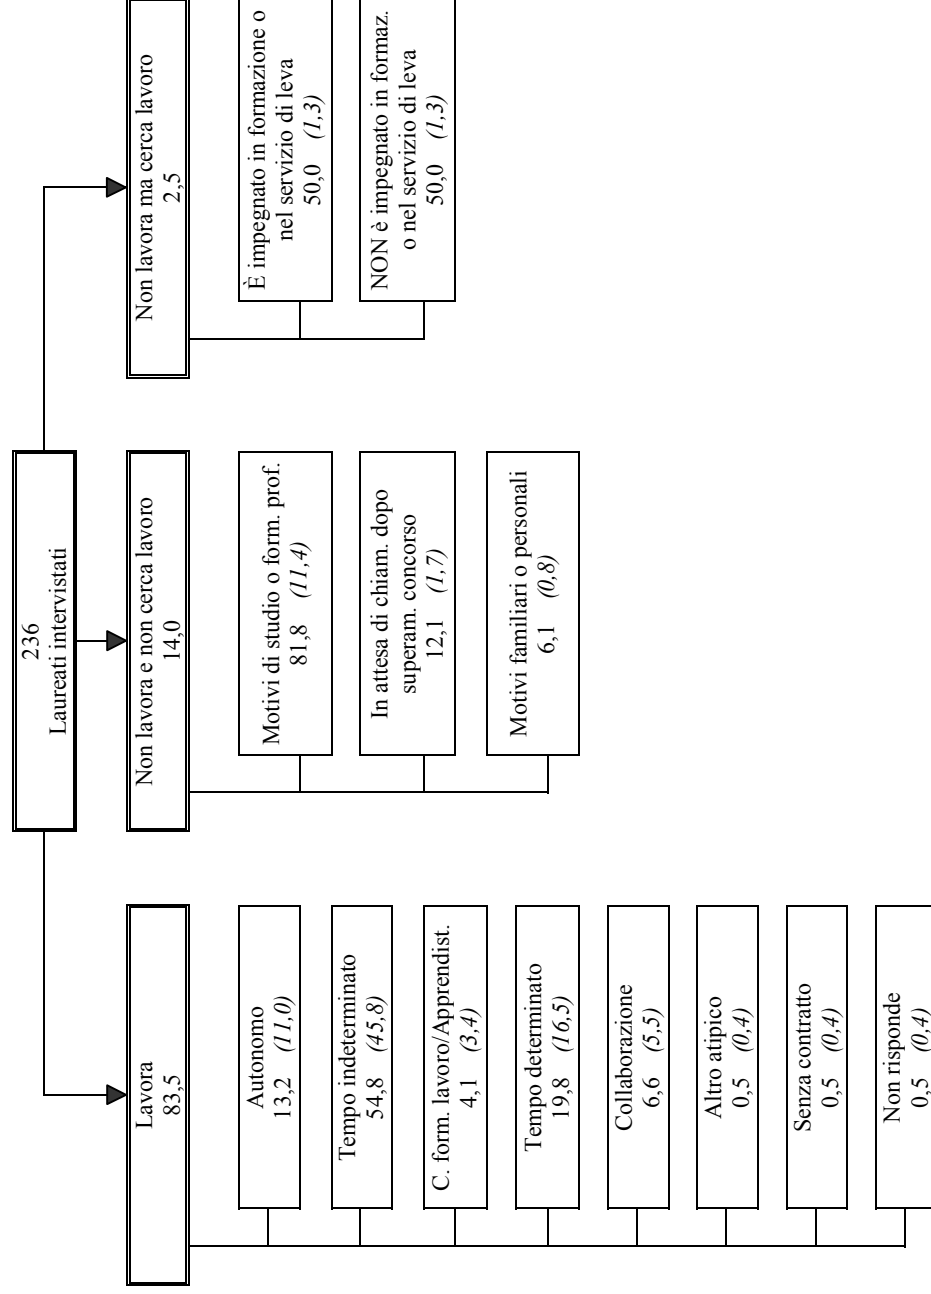 236
Laureati intervistati
Lavora
83,5
Autonomo
13,2 (11,0)
Tempo indeterminato
54,8 (45,8)
C. form. lavoro/Apprendist.
4,1 (3,4)
Tempo determinato
19,8 (16,5)
Collaborazione
6,6 (5,5)
Altro atipico
0,5 (0,4)
Senza contratto
0,5 (0,4)
Non risponde
0,5 (0,4)
Non lavora e non cerca lavoro
14,0
Motivi di studio o form. prof.
81,8 (11,4)
In attesa di chiam. dopo
superam. concorso
12,1 (1,7)
Motivi familiari o personali
6,1 (0,8)
Non lavora ma cerca lavoro
2,5
È impegnato in formazione o
nel servizio di leva
50,0 (1,3)
NON è impegnato in formaz.
o nel servizio di leva
50,0 (1,3)